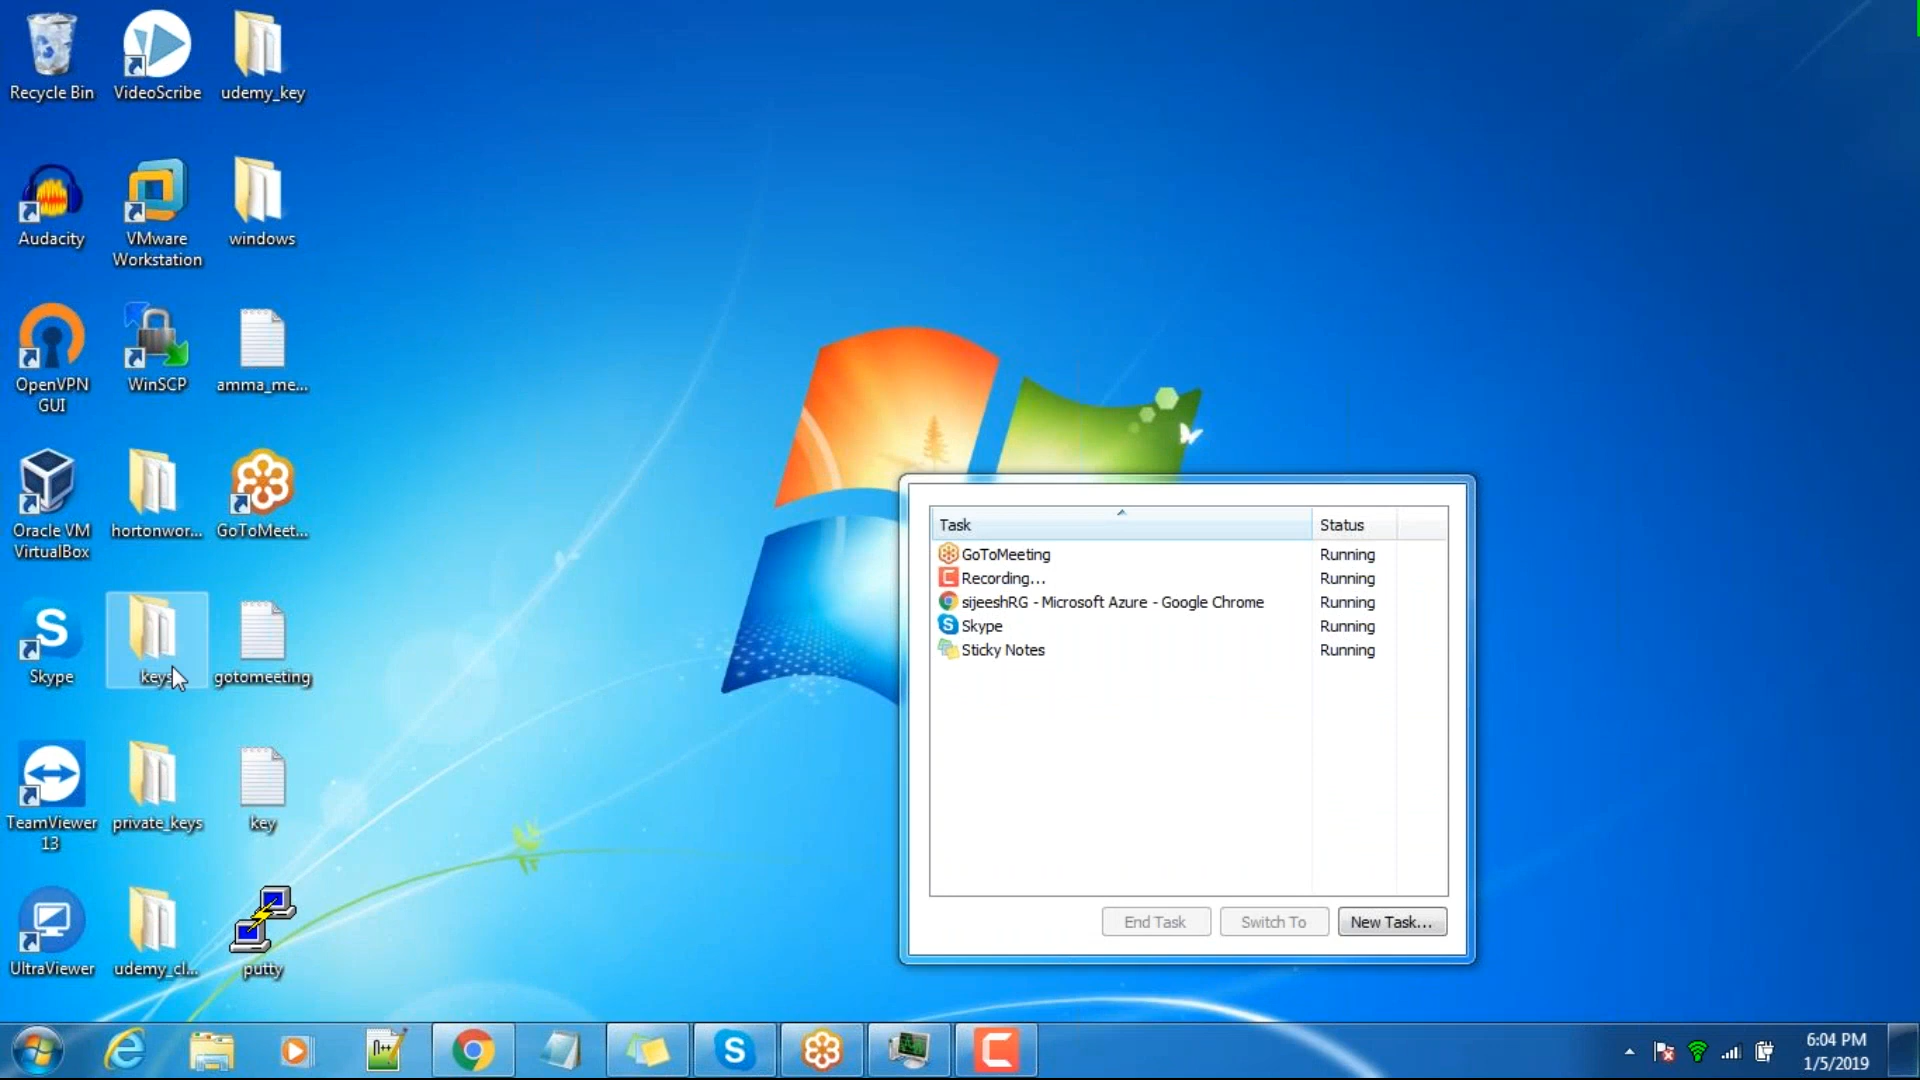 Recycle Bin
VideoScribe
udemy_key
Audacity
VMware
Workstation
windows
OpenVPN
GUI
WinSCP
amma_me...
Oracle VM
VirtualBox
hortonwor...
GoToMeet...
Skype
keys
gotomeeting
TeamViewer
13
private_keys
key
UltraViewer
udemy_cl...
putty
Task Status
GoToMeeting Running
Recording... Running
sijeeshRG - Microsoft Azure - Google Chrome Running
Skype Running
Sticky Notes Running
End Task Switch To New Task...
6:04 PM
1/5/2019